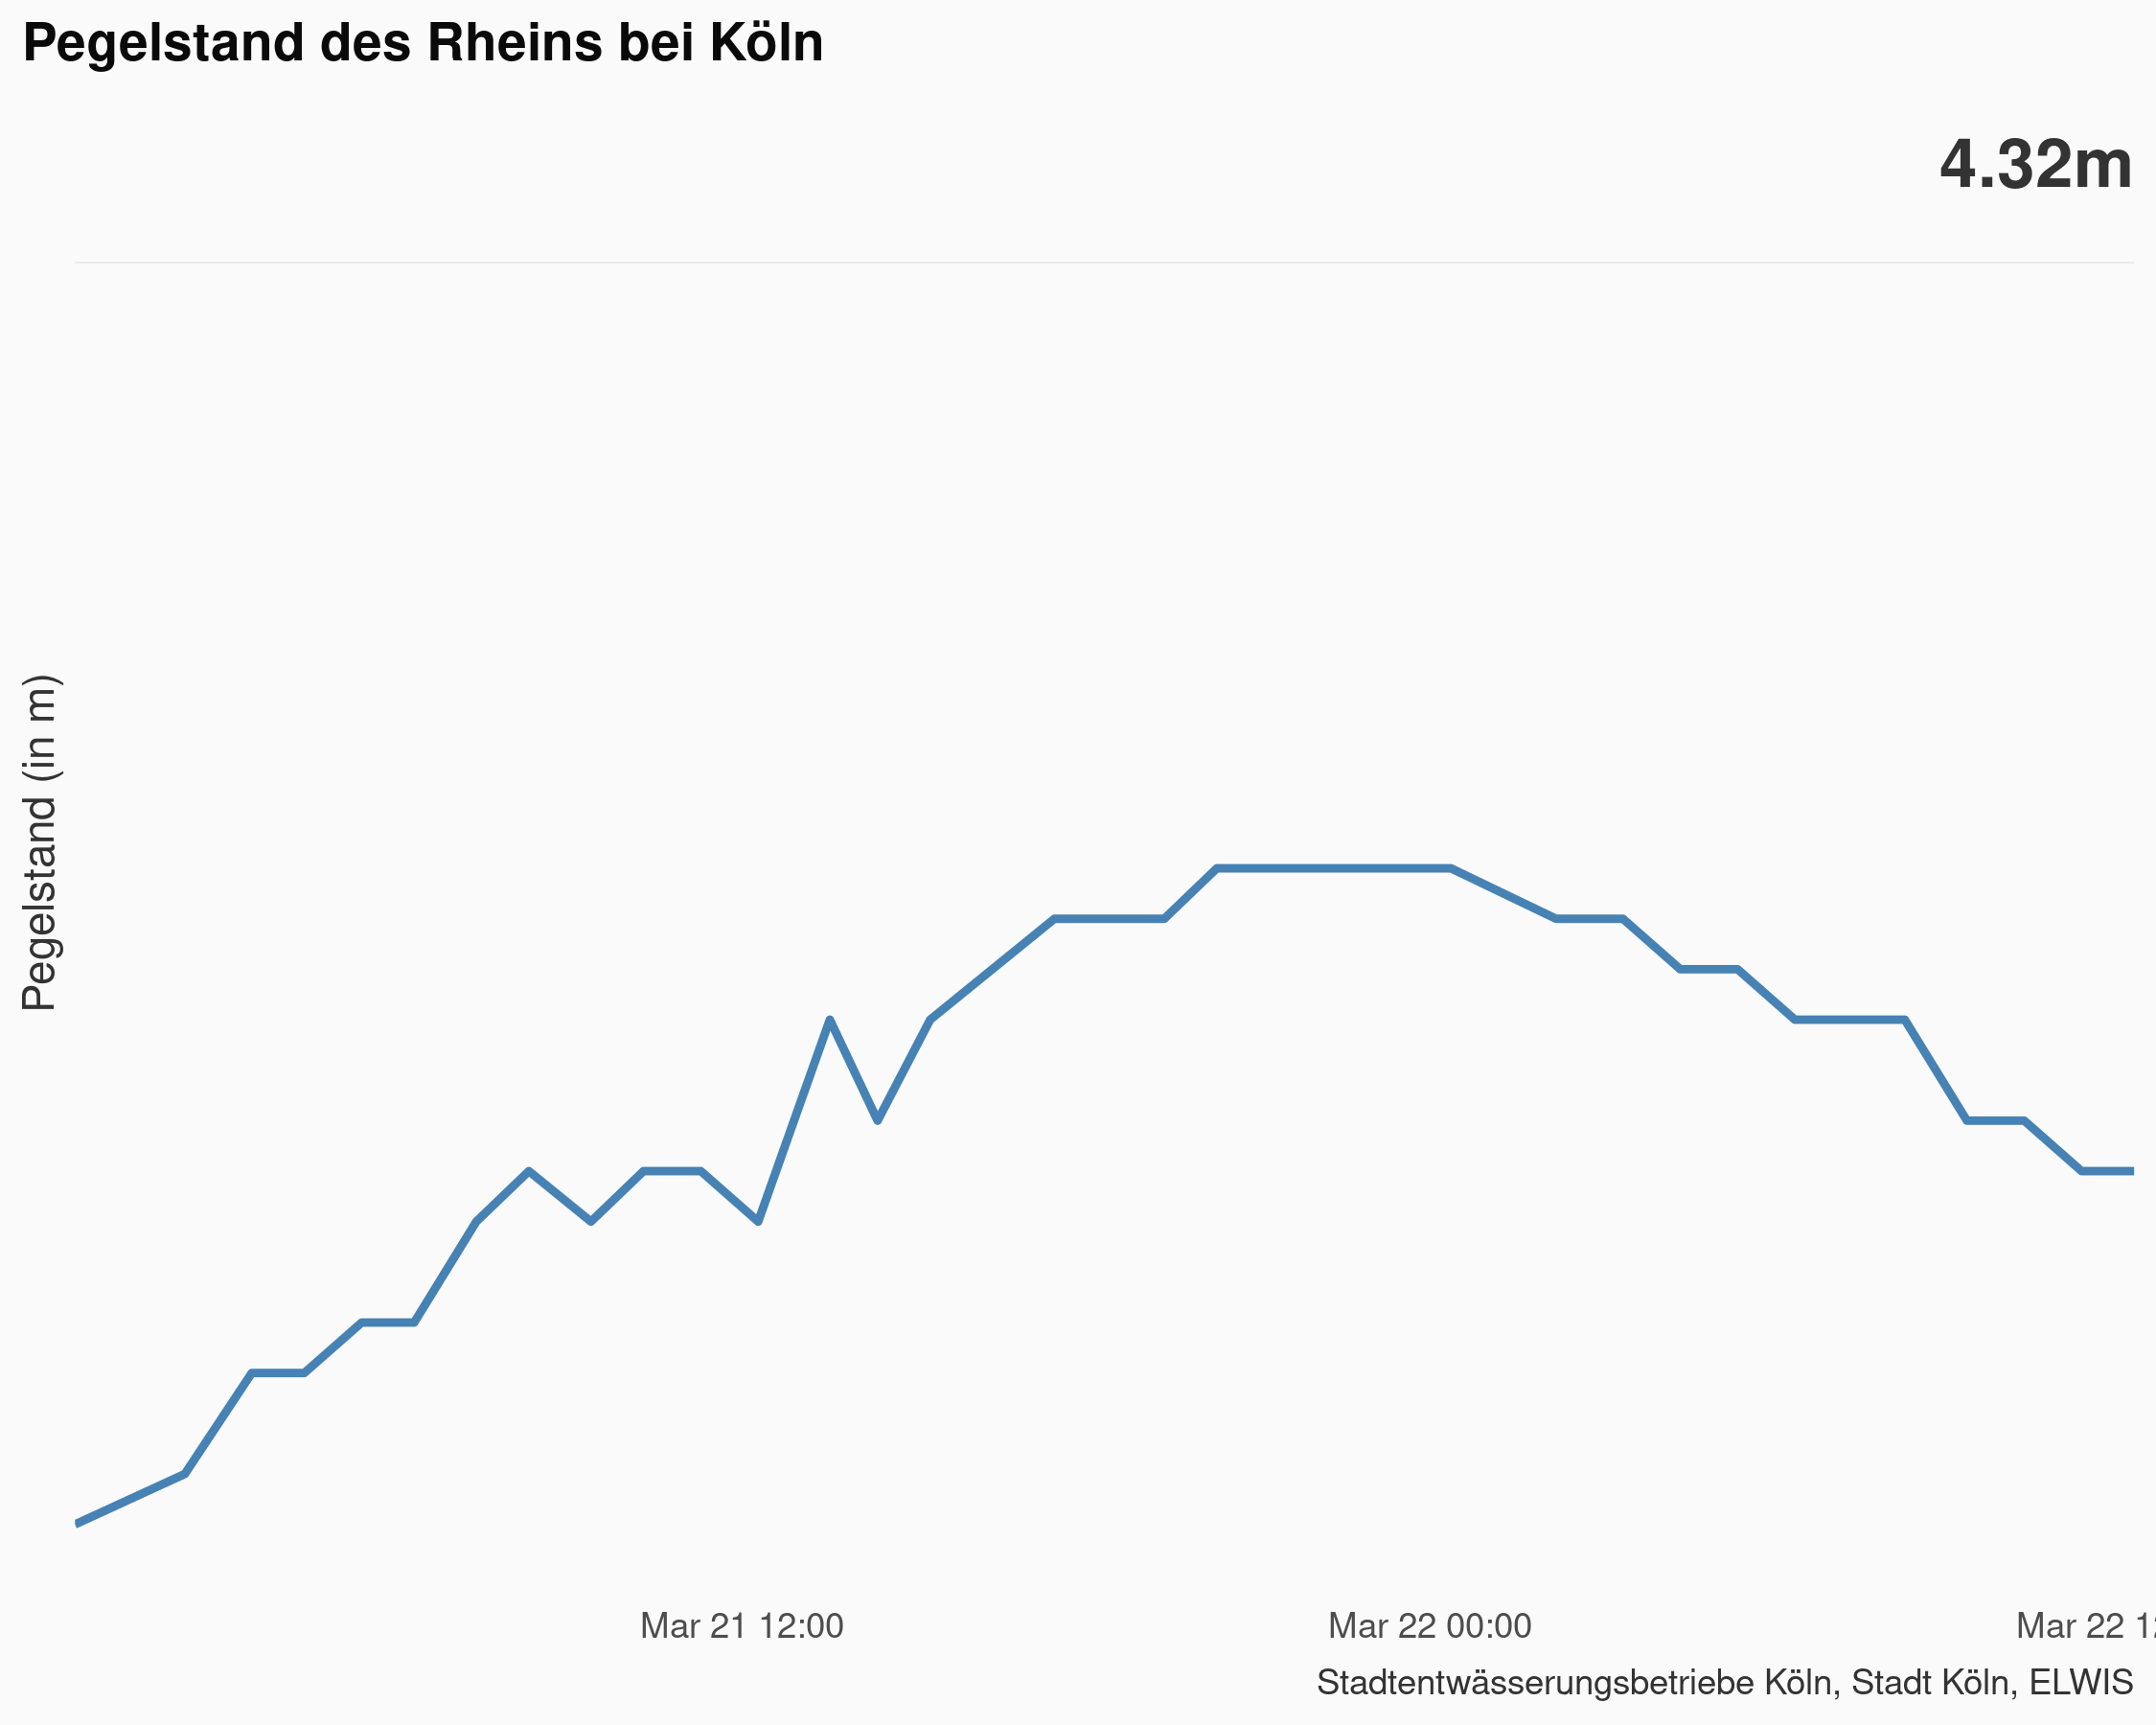 Pegelstand des Rheins bei Köln
4.32m
Pegelstand (in m)
Mar 21 12:00
Mar 22 00:00
Mar 22 1
Stadtentwässerungsbetriebe Köln, Stadt Köln, ELWIS